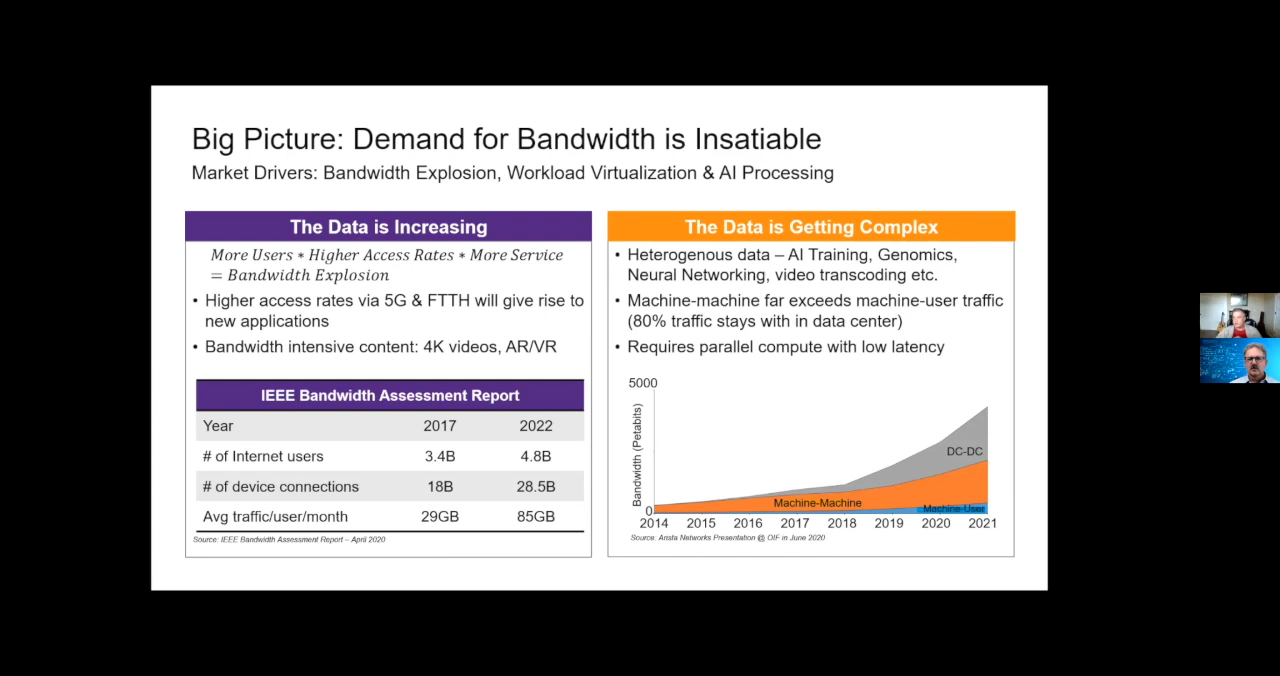 Big Picture: Demand for Bandwidth is Insatiable
Market Drivers: Bandwidth Explosion, Workload Virtualization & AI Processing
The Data is Increasing
More Users * Higher Access Rates * More Service
= Bandwidth Explosion
• Higher access rates via 5G & FTTH will give rise to
new applications
• Bandwidth intensive content: 4K videos, AR/VR
IEEE Bandwidth Assessment Report
Year 2017 2022
# of Internet users 3.4B 4.8B
# of device connections 18B 28.5B
Avg traffic/user/month 29GB 85GB
Source: IEEE Bandwidth Assessment Report – April 2020
The Data is Getting Complex
• Heterogenous data – AI Training, Genomics,
Neural Networking, video transcoding etc.
• Machine-machine far exceeds machine-user traffic
(80% traffic stays with in data center)
• Requires parallel compute with low latency
5000
Bandwidth (Petabits)
DC-DC
Machine-Machine
Machine-User
0
2014 2015 2016 2017 2018 2019 2020 2021
Source: Arista Networks Presentation @ OIF in June 2020